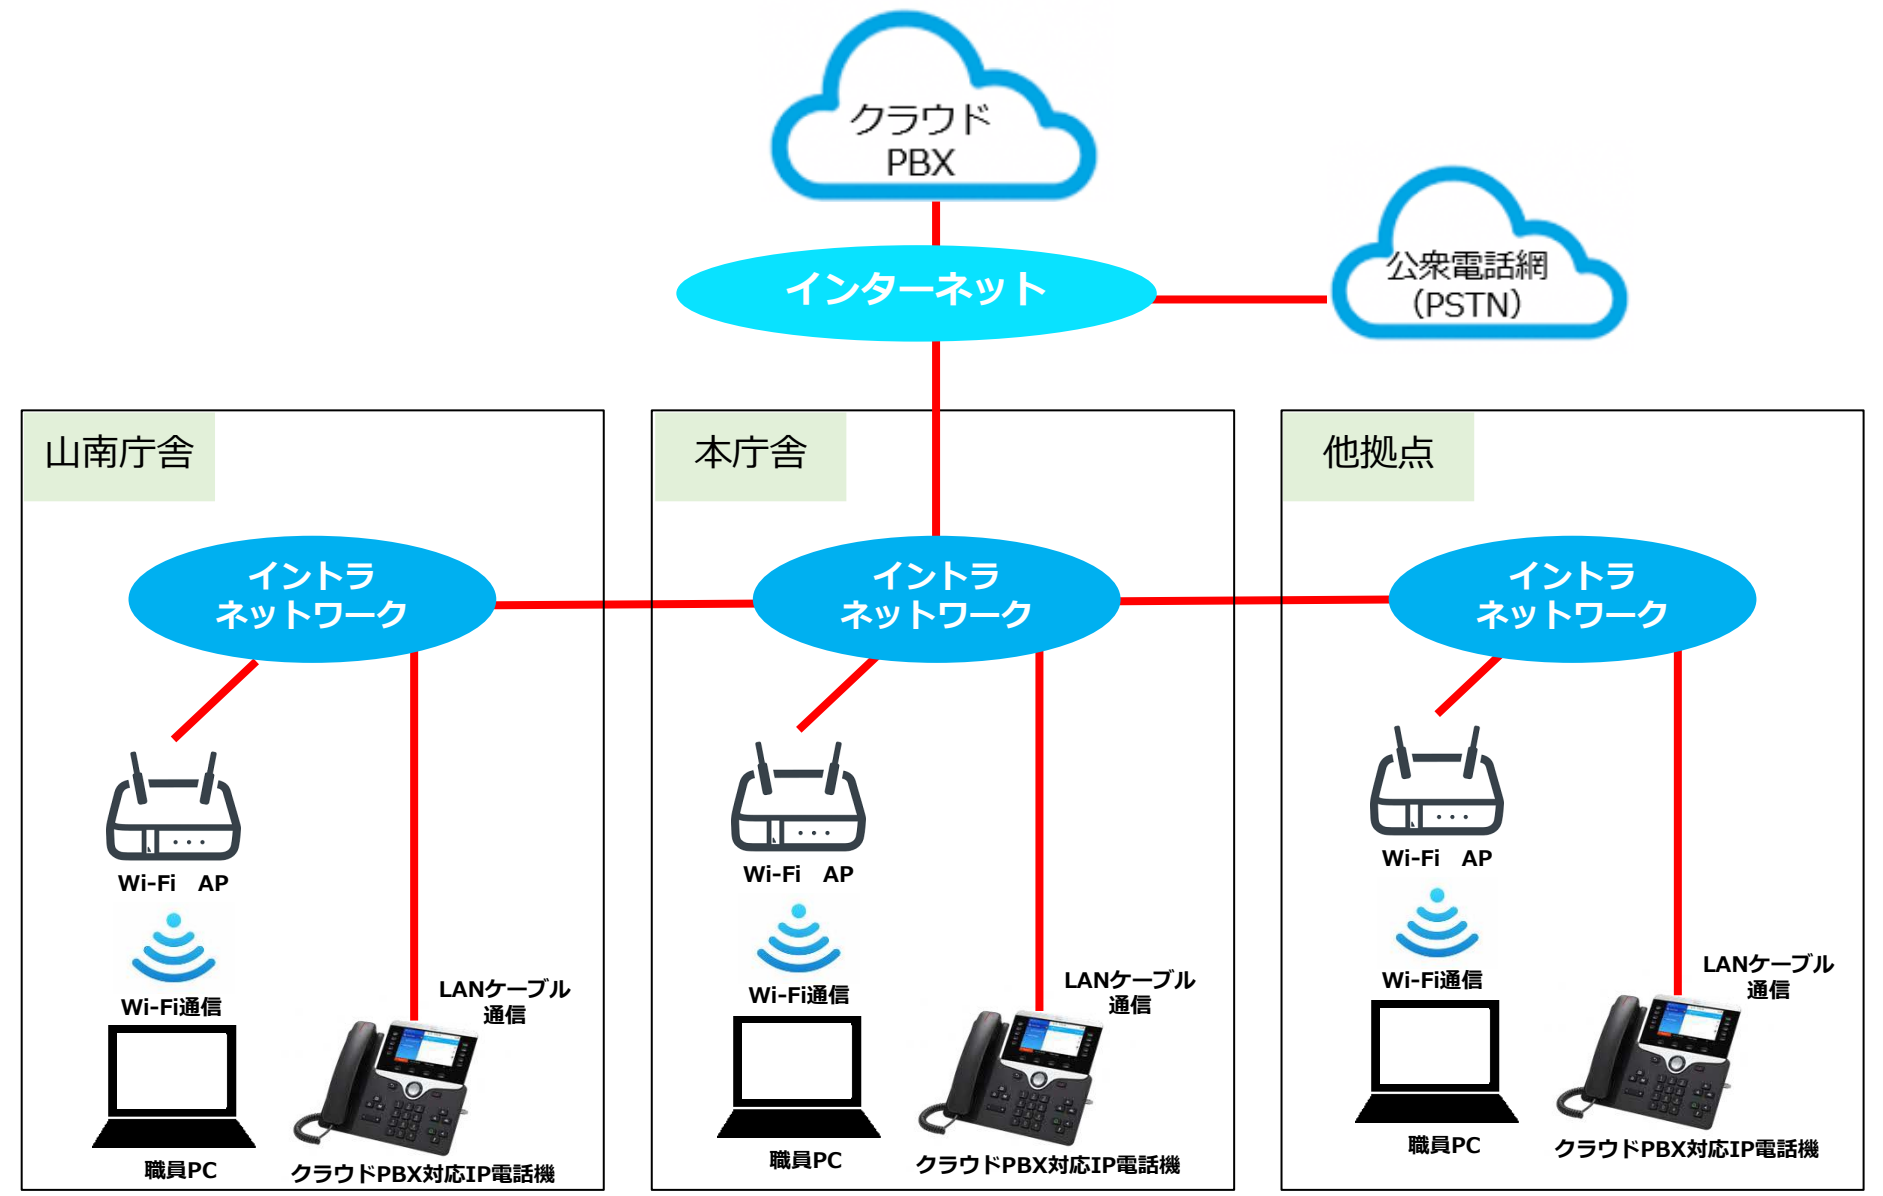 クラウド
PBX
インターネット
公衆電話網
（PSTN）
山南庁舎
イントラ
ネットワーク
Wi-Fi　AP
Wi-Fi通信
LANケーブル
通信
職員PC
クラウドPBX対応IP電話機
本庁舎
イントラ
ネットワーク
Wi-Fi　AP
Wi-Fi通信
LANケーブル
通信
職員PC
クラウドPBX対応IP電話機
他拠点
イントラ
ネットワーク
Wi-Fi　AP
Wi-Fi通信
LANケーブル
通信
職員PC
クラウドPBX対応IP電話機